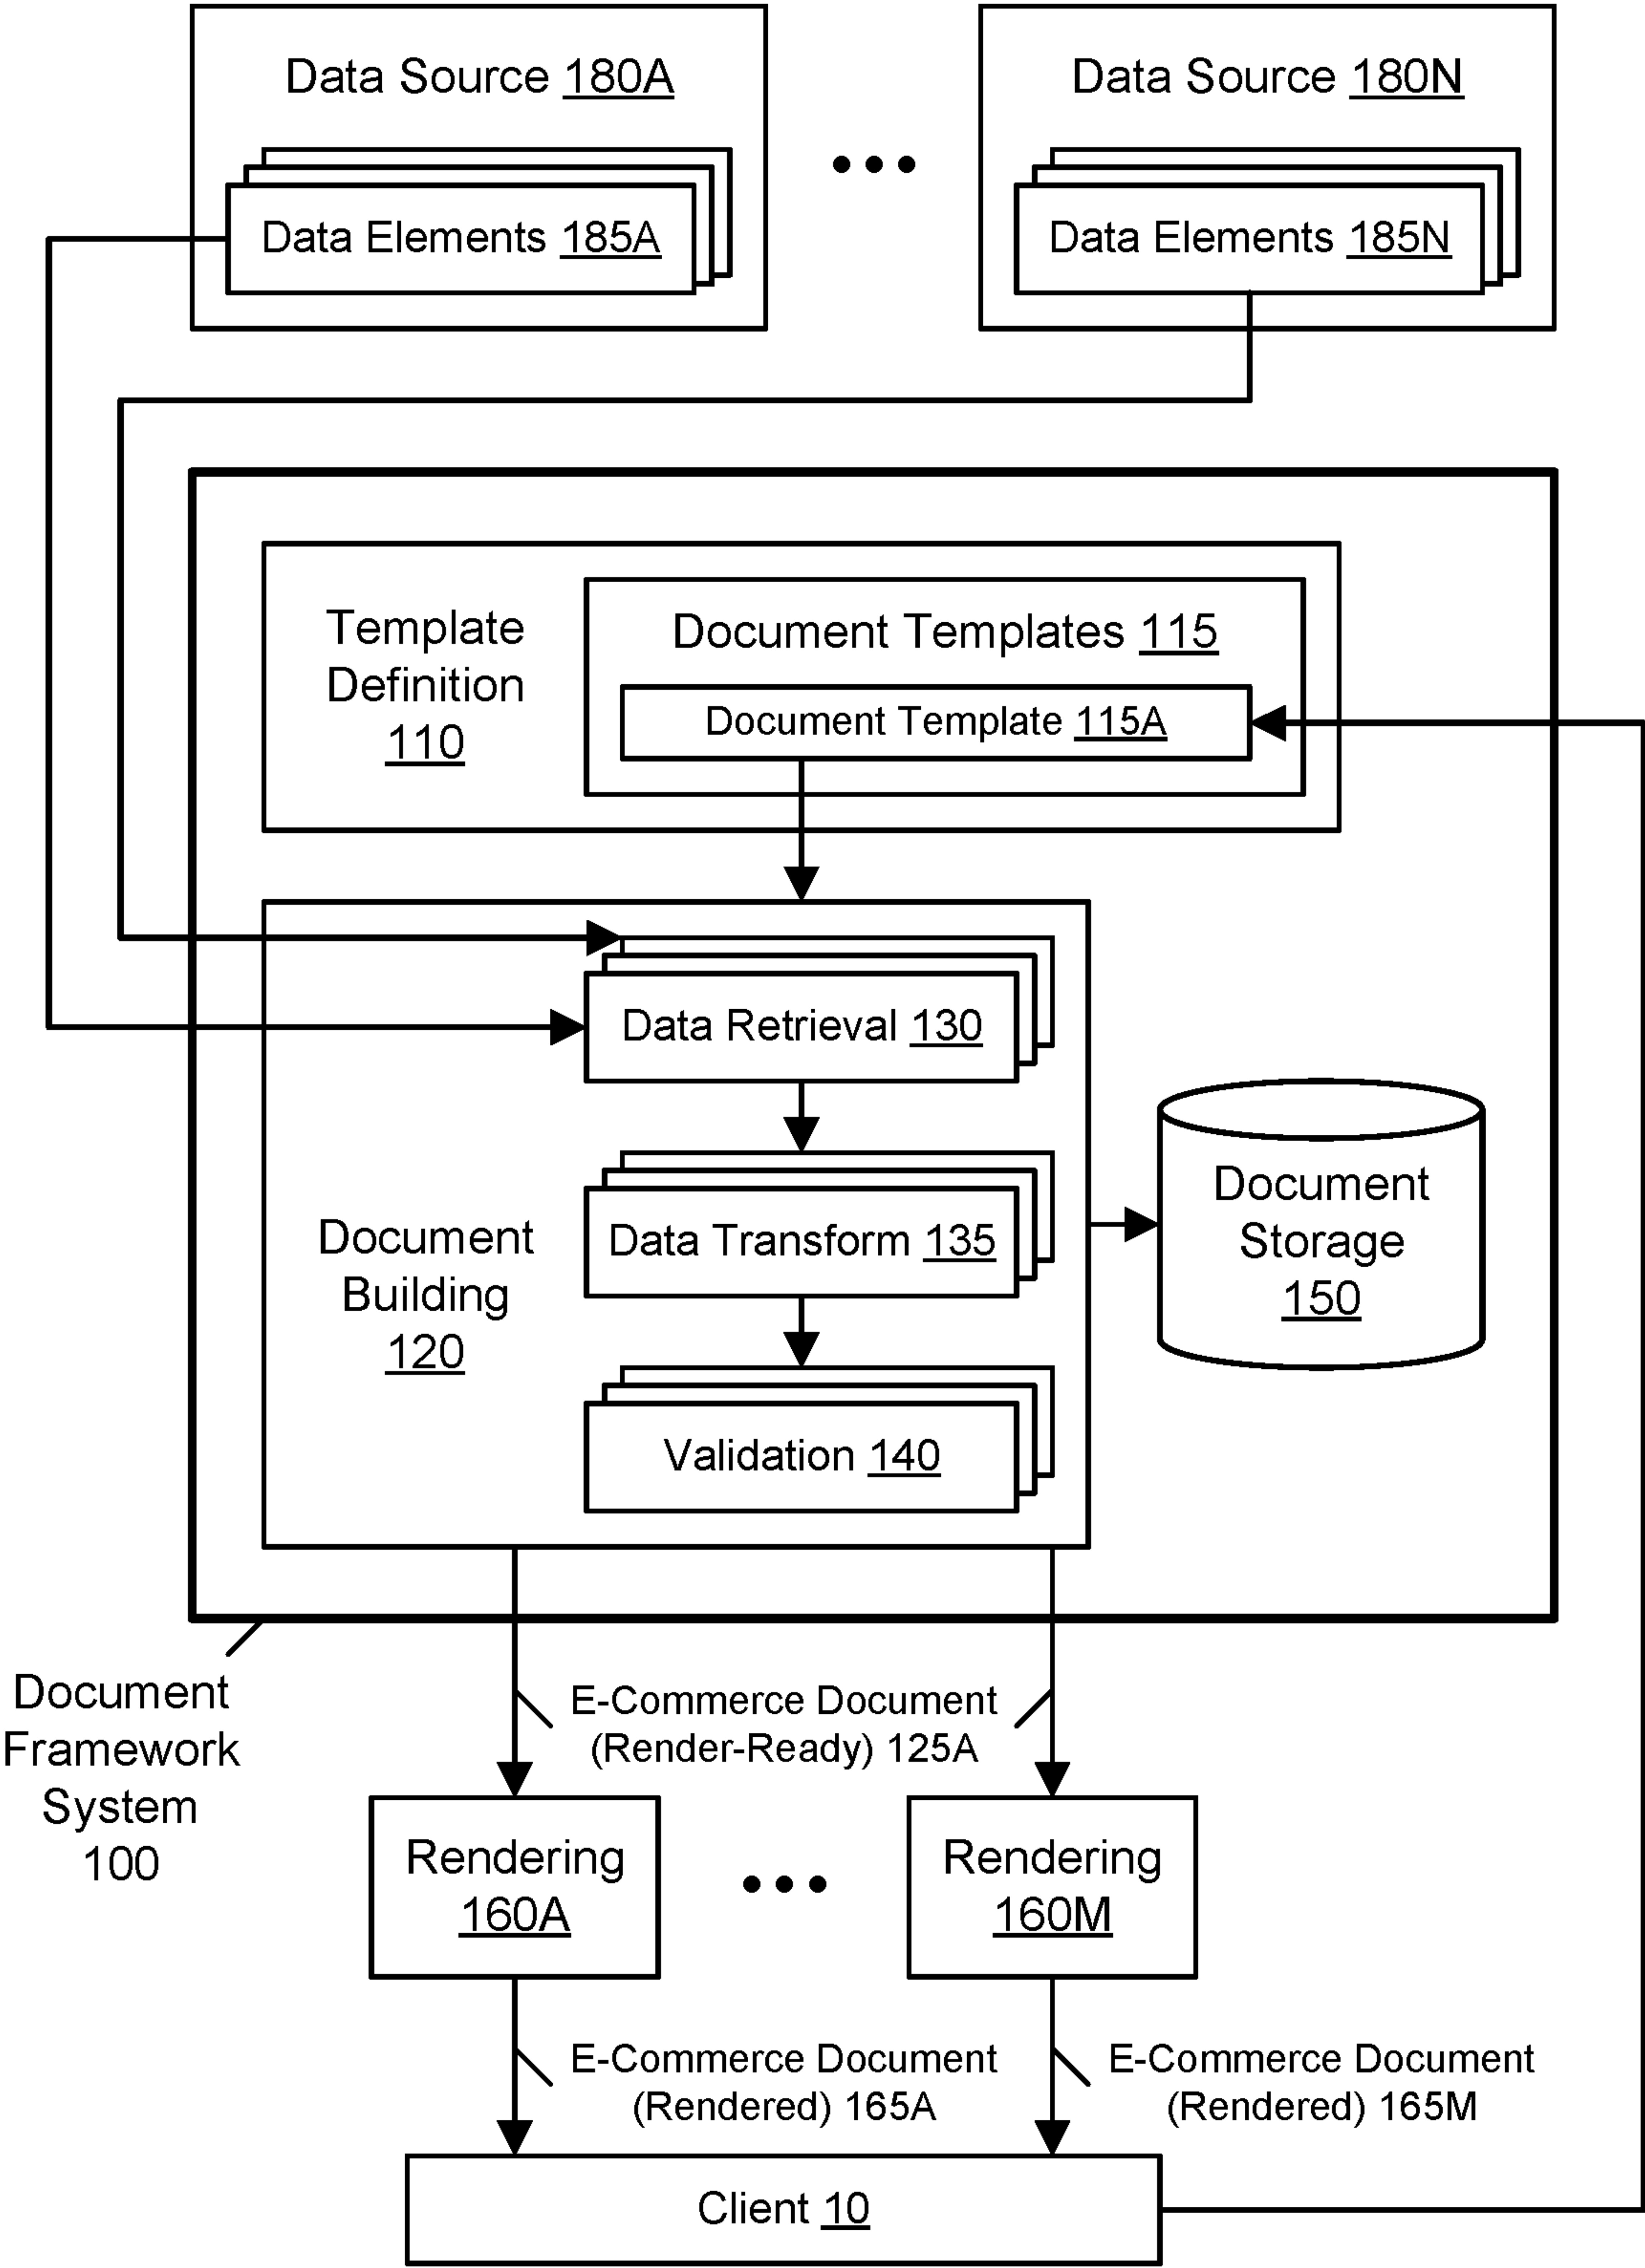 Data Source 180A
Data Elements 185A
Data Source 180N
Data Elements 185N
Template
Definition
110
Document Templates 115
Document Template 115A
Document
Building
120
Data Retrieval 130
Data Transform 135
Validation 140
Document
Storage
150
Document
Framework
System
100
E-Commerce Document
(Render-Ready) 125A
Rendering
160A
Rendering
160M
E-Commerce Document
(Rendered) 165A
E-Commerce Document
(Rendered) 165M
Client 10